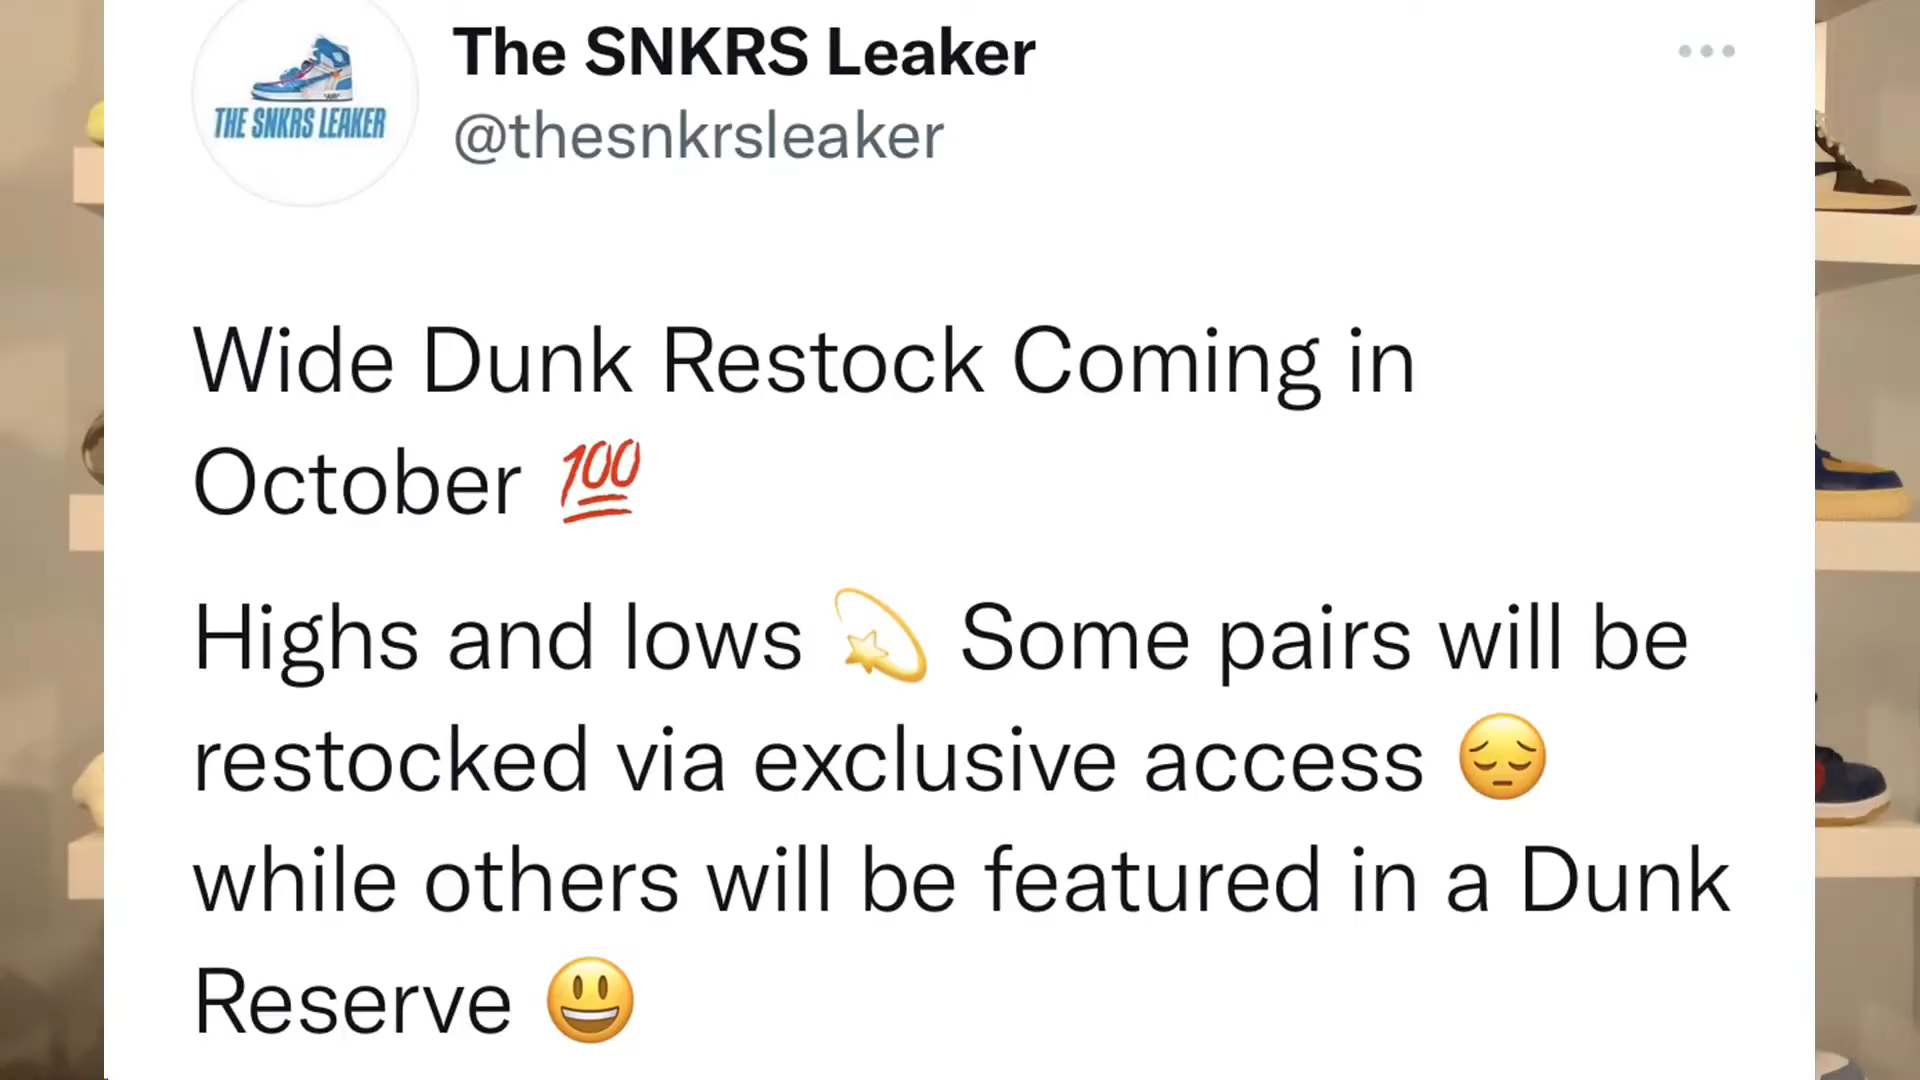 The SNKRS Leaker
@thesnkrsleaker
THE SNKRS LEAKER
Wide Dunk Restock Coming in
October 💯
Highs and lows 💫 Some pairs will be
restocked via exclusive access 😔
while others will be featured in a Dunk
Reserve 😃